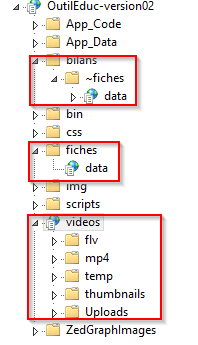 OutilEduc-version02
App_Code
App_Data
bilans
~fiches
data
bin
css
fiches
data
img
scripts
videos
flv
mp4
temp
thumbnails
Uploads
ZedGraphImages